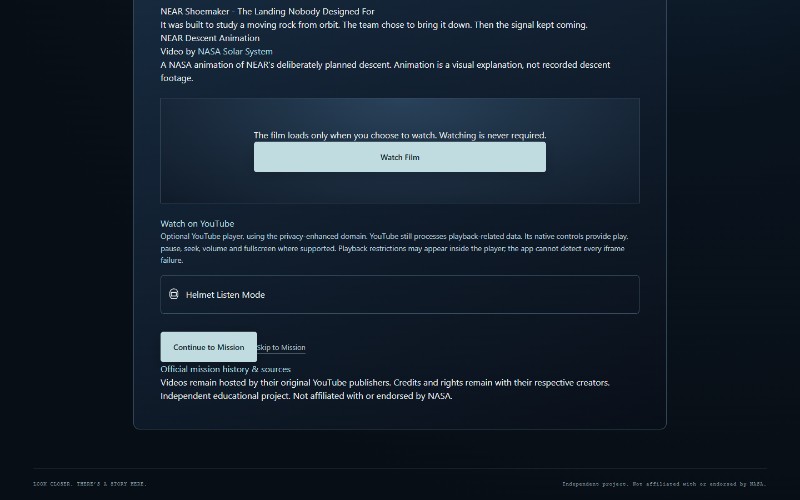 NEAR Shoemaker - The Landing Nobody Designed For
It was built to study a moving rock from orbit. The team chose to bring it down. Then the signal kept coming.
NEAR Descent Animation
Video by NASA Solar System
A NASA animation of NEAR's deliberately planned descent. Animation is a visual explanation, not recorded descent
footage.
The film loads only when you choose to watch. Watching is never required.
Watch Film
Watch on YouTube
Optional YouTube player, using the privacy-enhanced domain. YouTube still processes playback-related data. Its native controls provide play,
pause, seek, volume and fullscreen where supported. Playback restrictions may appear inside the player; the app cannot detect every iframe
failure.
Helmet Listen Mode
Continue to Mission Skip to Mission
Official mission history & sources
Videos remain hosted by their original YouTube publishers. Credits and rights remain with their respective creators.
Independent educational project. Not affiliated with or endorsed by NASA.
LOOK CLOSER. THERE'S A STORY HERE. Independent project. Not affiliated with or endorsed by NASA.